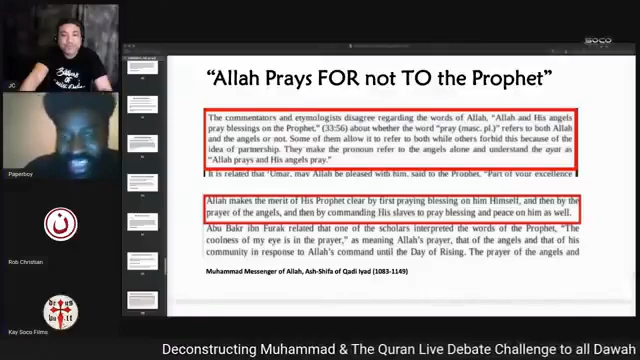 SOCO
JC
"Allah Prays FOR not TO the Prophet"
The commentators and etymologists disagree regarding the words of Allah, "Allah and His angels
pray blessings on the Prophet." (33:56) about whether the word "pray (masc. pl.)" refers to both Allah
and the angels or not. Some of them allow it to refer to both while others forbid this because of the
idea of partnership. They make the pronoun refer to the angels alone and understand the ayat as
"Allah prays and His angels pray."
It is related that 'Umar, may Allah be pleased with him, said to the Prophet, "Part of your excellence
Allah makes the merit of His Prophet clear by first praying blessing on him Himself, and then by the
prayer of the angels, and then by commanding His slaves to pray blessing and peace on him as well.
Abu Bakr ibn Furak related that one of the scholars interpreted the words of the Prophet, "The
coolness of my eye is in the prayer," as meaning Allah's prayer, that of the angels and that of his
community in response to Allah's command until the Day of Rising. The prayer of the angels and
Muhammad Messenger of Allah, Ash-Shifa of Qadi Iyad (1083-1149)
Paperboy
ن
Rob Christian
Kay Soco Films
Deconstructing Muhammad & The Quran Live Debate Challenge to all Dawah